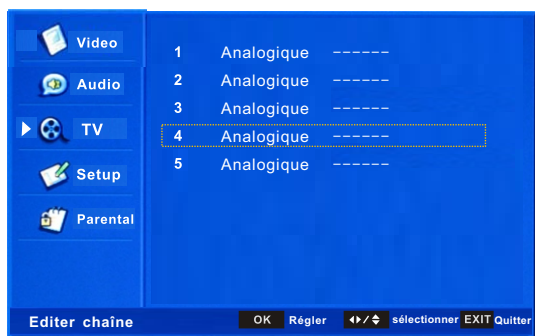 Video
Audio
TV
Setup
Parental
1 Analogique ------
2 Analogique ------
3 Analogique ------
4 Analogique ------
5 Analogique ------
Editer chaîne OK Régler sélectionner EXIT Quitter